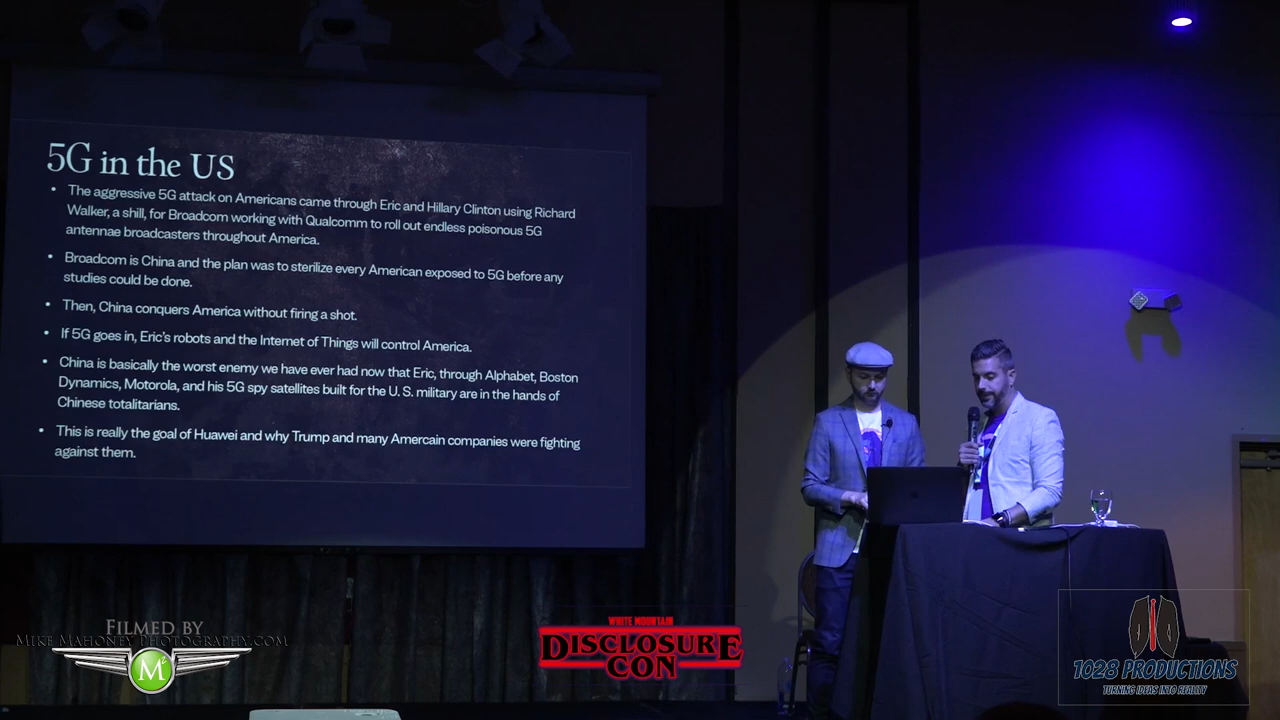 5G in the US
• The aggressive 5G attack on Americans came through Eric and Hillary Clinton using Richard
Walker, a shill, for Broadcom working with Qualcomm to roll out endless poisonous 5G
antennae broadcasters throughout America.
• Broadcom is China and the plan was to sterilize every American exposed to 5G before any
studies could be done.
• Then, China conquers America without firing a shot.
• If 5G goes in, Eric's robots and the Internet of Things will control America.
• China is basically the worst enemy we have ever had now that Eric, through Alphabet, Boston
Dynamics, Motorola, and his 5G spy satellites built for the U. S. military are in the hands of
Chinese totalitarians.
• This is really the goal of Huawei and why Trump and many Amercain companies were fighting
against them.
FILMED BY
MIKE MAHONEY PHOTOGRAPHY.COM
M
WHITE MOUNTAIN
DISCLOSURE
CON
1028 PRODUCTIONS
TURNING IDEAS INTO REALITY